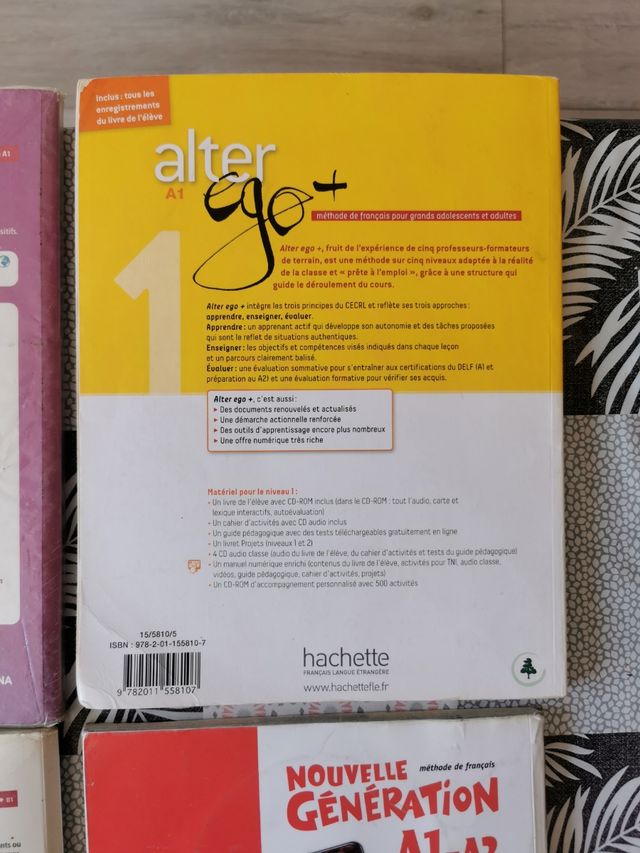 Inclus : tous les
enregistrements
du livre de l'élève
alter
ego+
A1
1
méthode de français pour grands adolescents et adultes
Alter ego +, fruit de l'expérience de cinq professeurs-formateurs
de terrain, est une méthode sur cinq niveaux adaptée à la réalité
de la classe et « prête à l'emploi », grâce à une structure qui
guide le déroulement du cours.
Alter ego + intègre les trois principes du CECRL et reflète ses trois approches :
apprendre, enseigner, évaluer.
Apprendre : un apprenant actif qui développe son autonomie et des tâches proposées
qui sont le reflet de situations authentiques.
Enseigner : les objectifs et compétences visés indiqués dans chaque leçon
et un parcours clairement balisé.
Évaluer : une évaluation sommative pour s'entraîner aux certifications du DELF (A1 et
préparation au A2) et une évaluation formative pour vérifier ses acquis.
Alter ego +, c'est aussi :
Des documents renouvelés et actualisés
Une démarche actionnelle renforcée
Des outils d'apprentissage encore plus nombreux
Une offre numérique très riche
Matériel pour le niveau 1 :
• Un livre de l'élève avec CD-ROM inclus (dans le CD-ROM : tout l'audio, carte et
lexique interactifs, autoévaluation)
• Un cahier d'activités avec CD audio inclus
• Un guide pédagogique avec des tests téléchargeables gratuitement en ligne
• Un livret Projets (niveaux 1 et 2)
• 4 CD audio classe (audio du livre de l'élève, du cahier d'activités et tests du guide pédagogique)
• Un manuel numérique enrichi (contenus du livre de l'élève, activités pour TNI, audio classe,
vidéos, guide pédagogique, cahier d'activités, projets)
• Un CD-ROM d'accompagnement personnalisé avec 500 activités
15/5810/5
ISBN : 978-2-01-155810-7
9 782011 558107
hachette
FRANÇAIS LANGUE ÉTRANGÈRE
www.hachettefle.fr
A1
sitifs.
NA
B1
nts ou
méthode de français
NOUVELLE
GÉNÉRATION
A1-A2